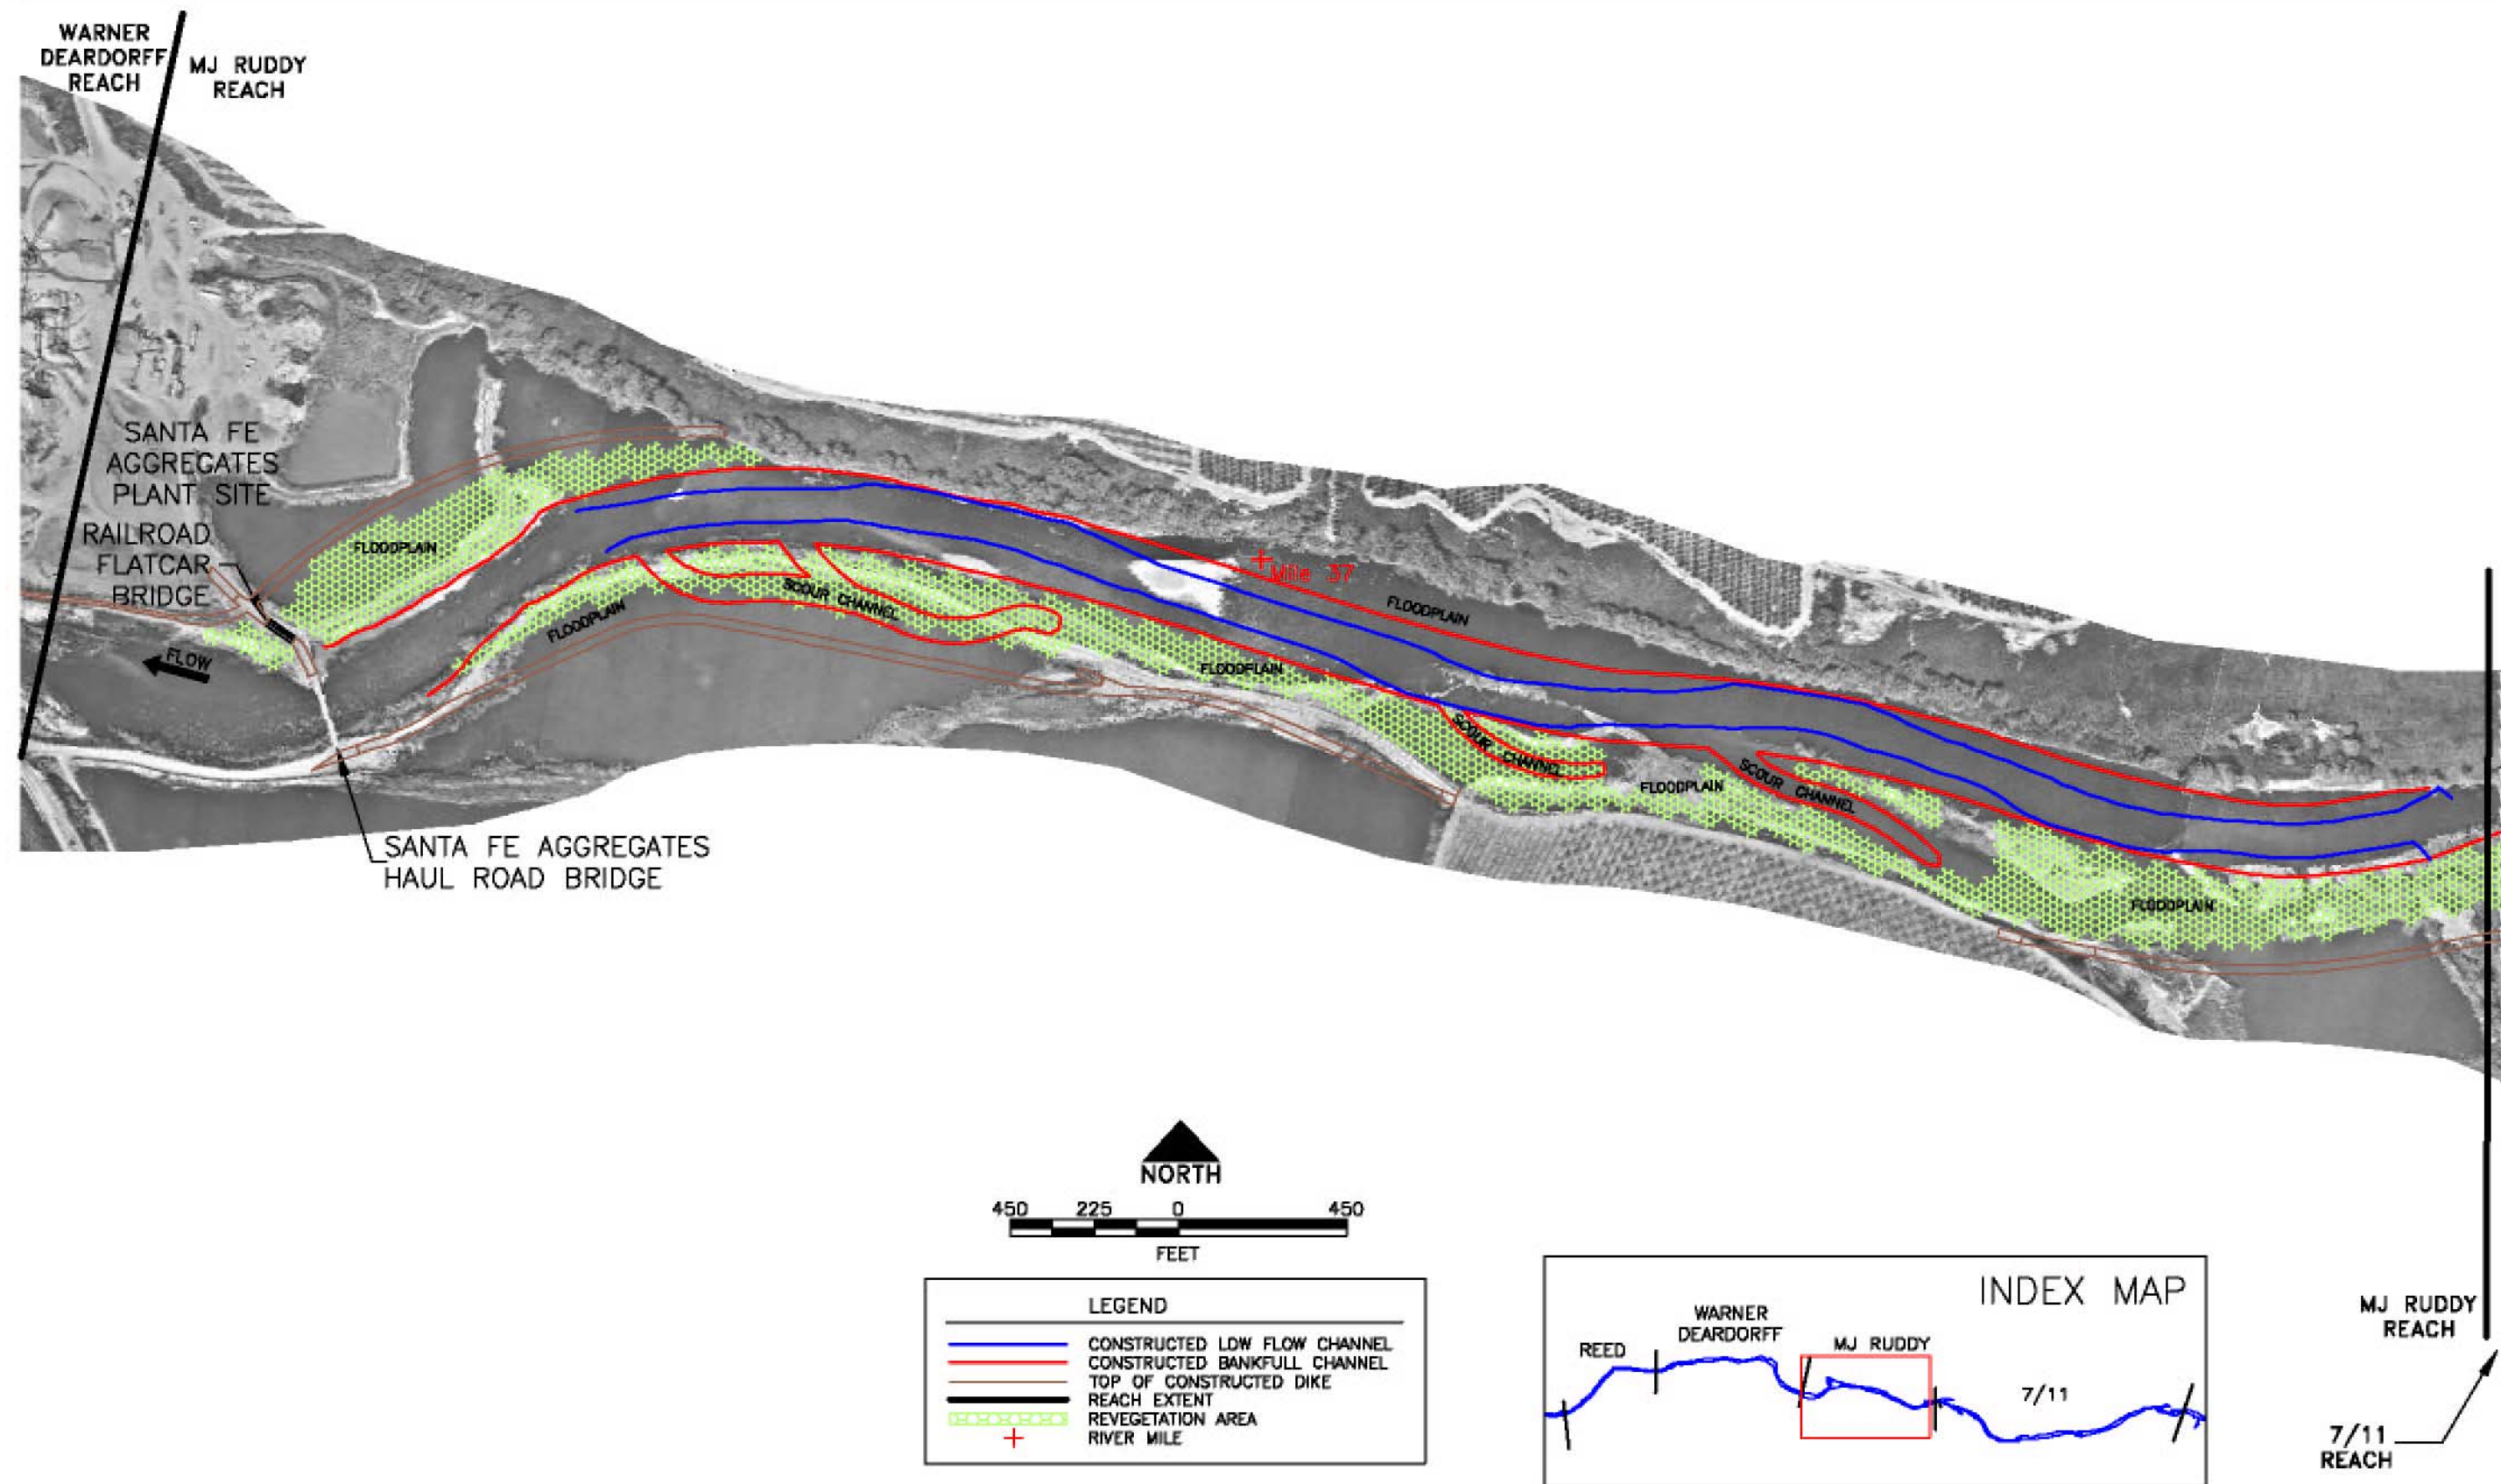 WARNER
DEARDORFF
REACH
MJ RUDDY
REACH
SANTA FE
AGGREGATES
PLANT SITE
RAILROAD
FLATCAR
BRIDGE
FLOODPLAIN
FLOW
FLOODPLAIN
SCOUR CHANNEL
Mile 37
FLOODPLAIN
FLOODPLAIN
SCOUR CHANNEL
FLOODPLAIN
SCOUR CHANNEL
FLOODPLAIN
SANTA FE AGGREGATES
HAUL ROAD BRIDGE
NORTH
450 225 0 450
FEET
LEGEND
CONSTRUCTED LOW FLOW CHANNEL
CONSTRUCTED BANKFULL CHANNEL
TOP OF CONSTRUCTED DIKE
REACH EXTENT
REVEGETATION AREA
RIVER MILE
INDEX MAP
REED
WARNER
DEARDORFF
MJ RUDDY
7/11
MJ RUDDY
REACH
7/11
REACH